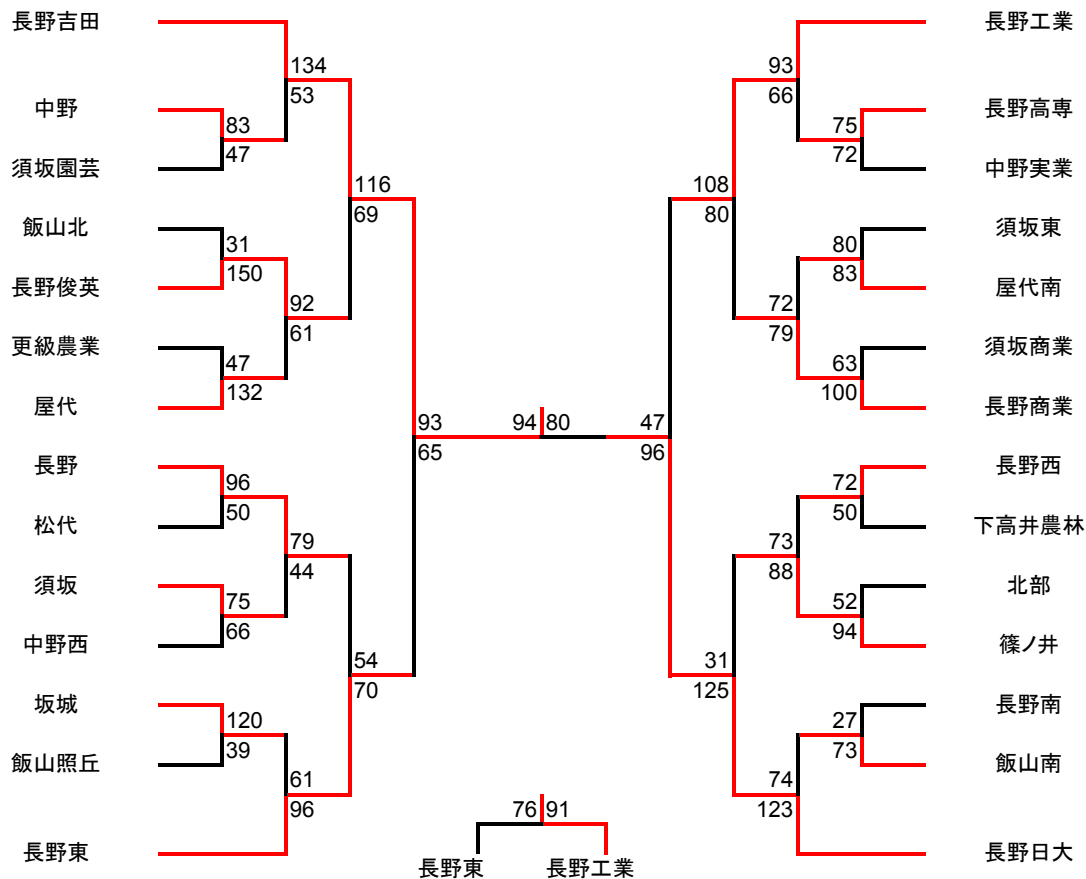 長野吉田 長野工業
134 93
53 66
中野 長野高専
83 75
須坂園芸 47 72 中野実業
116 108
69 80
飯山北 須坂東
31 80
長野俊英 150 83 屋代南
92 72
61 79
更級農業 須坂商業
47 63
屋代 132 100 長野商業
93 94 80 47
65 96
長野 長野西
96 72
松代 50 50 下高井農林
79 73
44 88
須坂 北部
75 52
中野西 66 94 篠ノ井
54 31
70 125
坂城 長野南
120 27
飯山照丘 39 73 飯山南
61 74
96 76 91 123
長野東 長野東 長野工業 長野日大